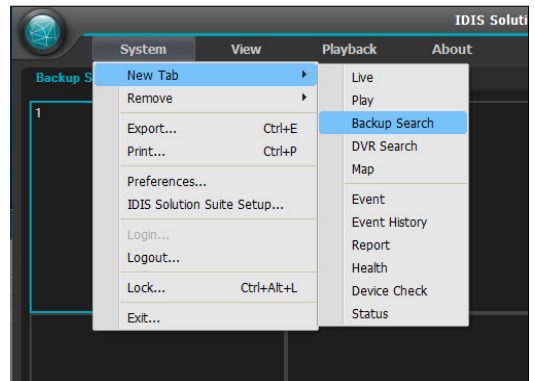 IDIS Soluti
System View Playback About
Backup S
1
New Tab
Remove
Export... Ctrl+E
Print... Ctrl+P
Preferences...
IDIS Solution Suite Setup...
Login...
Logout...
Lock... Ctrl+Alt+L
Exit...
Live
Play
Backup Search
DVR Search
Map
Event
Event History
Report
Health
Device Check
Status